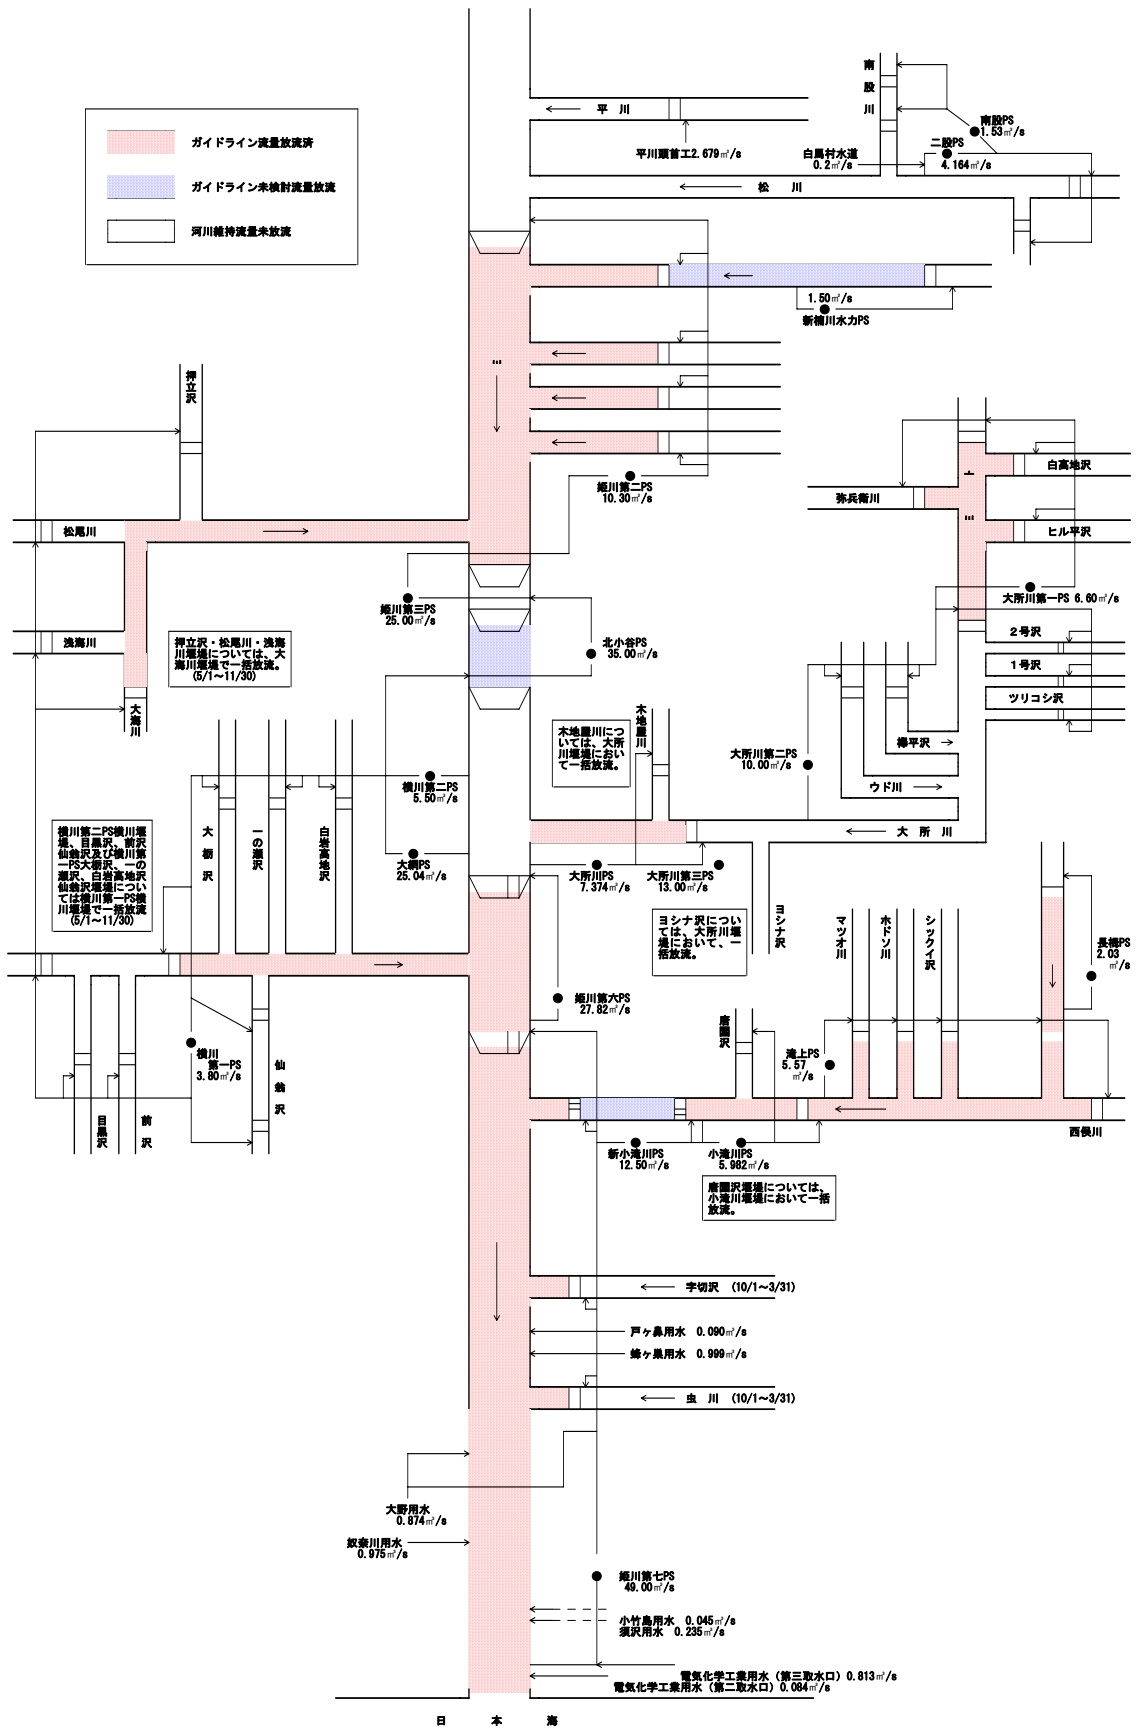 南股川
平 川
南股PS
1.53㎥/s
二股PS
4.164㎥/s
平川頭首工2.679㎥/s
白馬村水道
0.2㎥/s
松 川
ガイドライン流量放流済
ガイドライン未検討流量放流
河川維持流量未放流
1.50㎥/s
新楠川水力PS
押立沢
姫川第二PS
10.30㎥/s
白高地沢
弥兵衛川
松尾川
ヒル平沢
大所川第一PS 6.60㎥/s
姫川第三PS
25.00㎥/s
浅海川
押立沢・松尾川・浅海
川堰堤については、大
海川堰堤で一括放流。
(5/1～11/30)
北小谷PS
35.00㎥/s
2号沢
1号沢
ツリコシ沢
大海川
木地屋川
木地屋川につ
いては、大所
川堰堤におい
て一括放流。
大所川第二PS
10.00㎥/s
欅平沢
ウド川
横川第二PS
5.50㎥/s
大 所 川
横川第二PS横川堰
堤、目黒沢、前沢
仙翁沢及び横川第
一PS大栃沢、一の
瀬沢、白岩高地沢
仙翁沢堰堤につい
ては横川第一PS横
川堰堤で一括放流
(5/1～11/30)
大栃沢
一の瀬沢
白岩高地沢
大網PS
25.04㎥/s
大所川PS
7.374㎥/s
大所川第三PS
13.00㎥/s
ヨシナ沢につい
ては、大所川堰
堤において、一
括放流。
ヨシナ沢
マツオ川
ホドソ川
シックイ沢
長栂PS
2.03
㎥/s
姫川第六PS
27.82㎥/s
唐園沢
滝上PS
5.57
㎥/s
横川
第一PS
3.80㎥/s
仙翁沢
目黒沢
前沢
西俣川
新小滝川PS
12.50㎥/s
小滝川PS
5.982㎥/s
唐園沢堰堤については、
小滝川堰堤において一括
放流。
字切沢 (10/1～3/31)
戸ヶ鼻用水 0.090㎥/s
蜂ヶ巣用水 0.999㎥/s
虫 川 (10/1～3/31)
大野用水
0.874㎥/s
奴奈川用水
0.975㎥/s
姫川第七PS
49.00㎥/s
小竹島用水 0.045㎥/s
須沢用水 0.235㎥/s
電気化学工業用水（第三取水口）0.813㎥/s
電気化学工業用水（第二取水口）0.084㎥/s
日 本 海